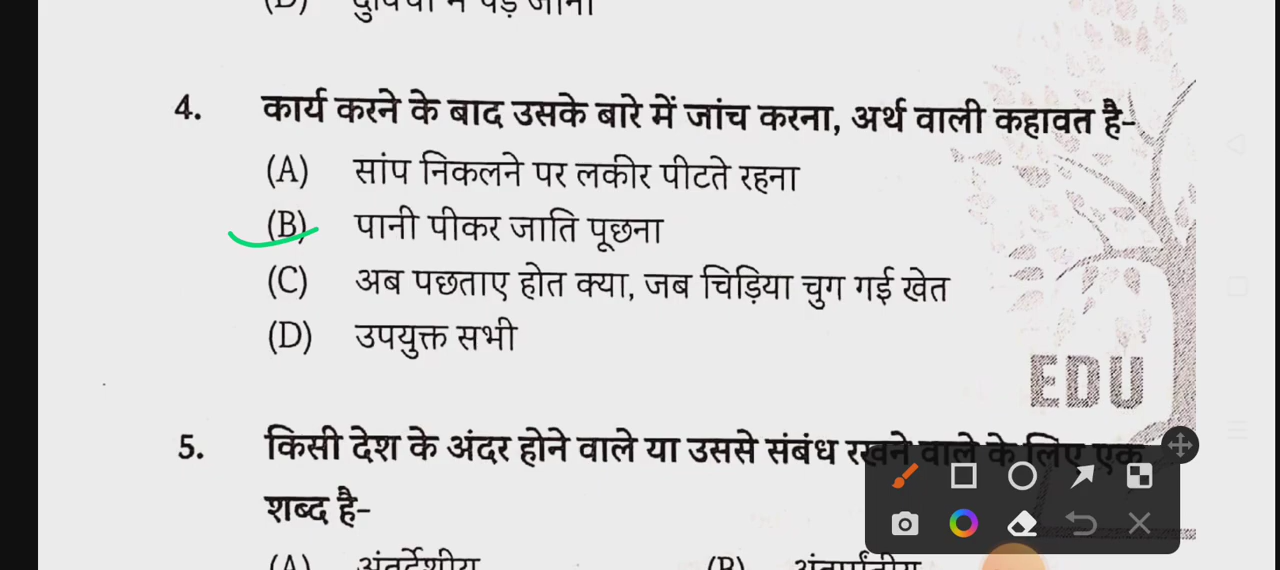 4. कार्य करने के बाद उसके बारे में जांच करना, अर्थ वाली कहावत है-
(A) सांप निकलने पर लकीर पीटते रहना
(B) पानी पीकर जाति पूछना
(C) अब पछताए होत क्या, जब चिड़िया चुग गई खेत
(D) उपयुक्त सभी
EDU
5. किसी देश के अंदर होने वाले या उससे संबंध रखने वाले के लिए एक
शब्द है-
(A) अंतर्देशीय (B)